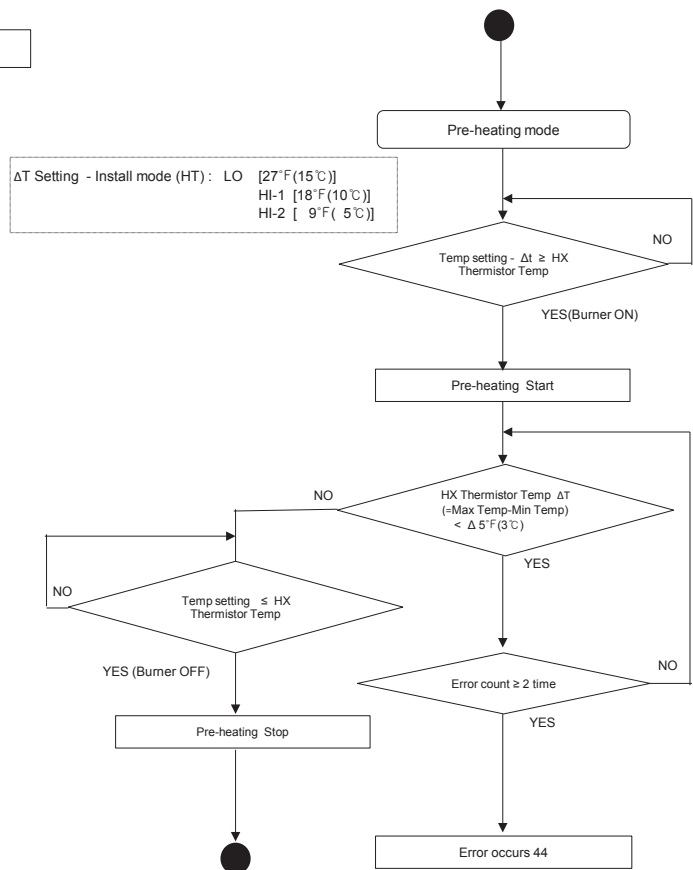 Pre-heating mode
ΔT Setting - Install mode (HT) : LO [27°F(15℃)]
HI-1 [18°F(10℃)]
HI-2 [ 9°F( 5℃)]
NO
Temp setting - Δt ≥ HX
Thermistor Temp
YES(Burner ON)
Pre-heating Start
NO
HX Thermistor Temp ΔT
(=Max Temp-Min Temp)
< Δ 5°F(3℃)
YES
NO
Temp setting ≤ HX
Thermistor Temp
YES (Burner OFF)
NO
Error count ≥ 2 time
YES
Pre-heating Stop
Error occurs 44